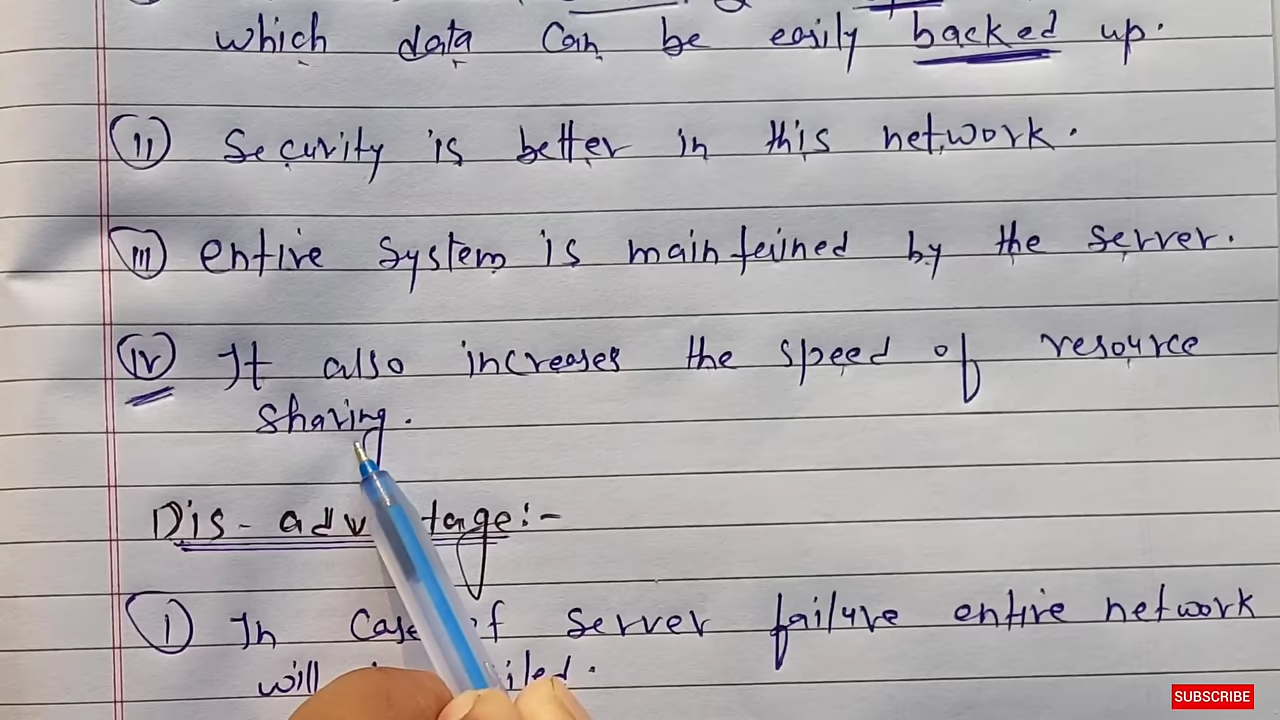 which data can be easily backed up.
(ii) Security is better in this network.
(iii) entire system is maintained by the server.
(iv) It also increases the speed of resource
sharing.
Dis-advantage:-
(i) In case if server failure entire network
will
SUBSCRIBE